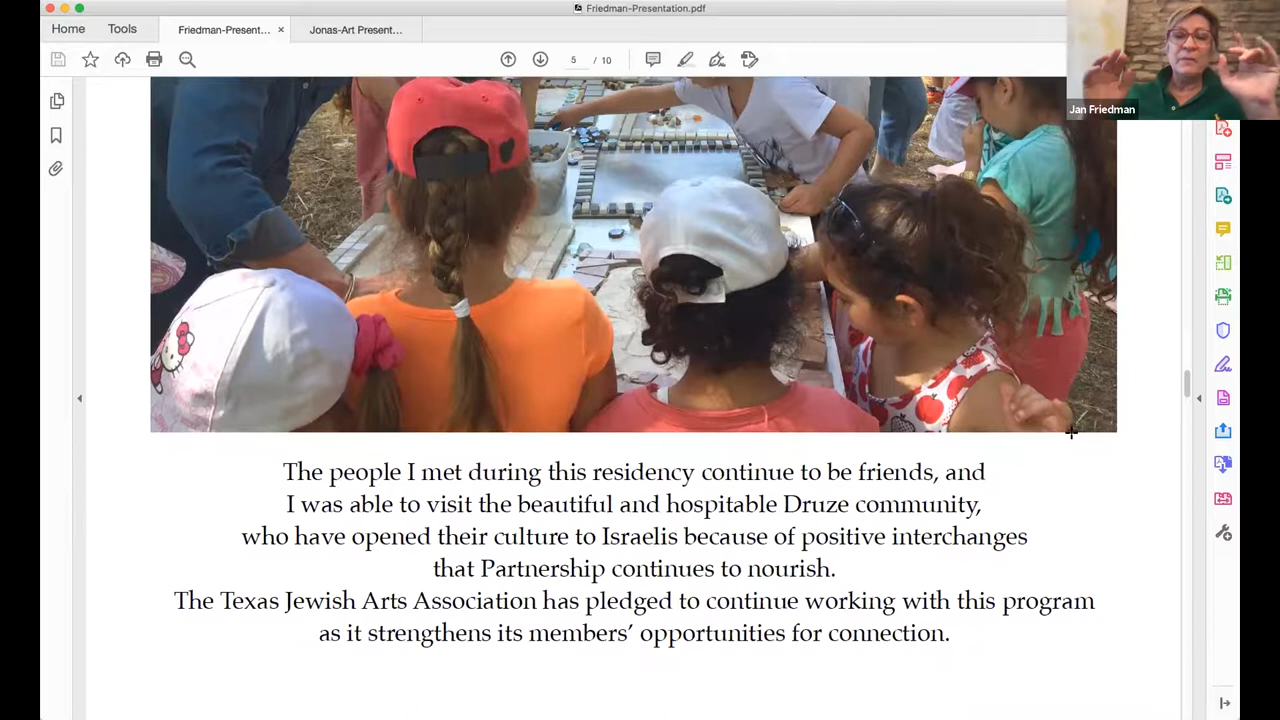 Friedman-Presentation.pdf
Home Tools Friedman-Present... × Jonas-Art Present...
5 / 10
Jan Friedman
The people I met during this residency continue to be friends, and
I was able to visit the beautiful and hospitable Druze community,
who have opened their culture to Israelis because of positive interchanges
that Partnership continues to nourish.
The Texas Jewish Arts Association has pledged to continue working with this program
as it strengthens its members’ opportunities for connection.